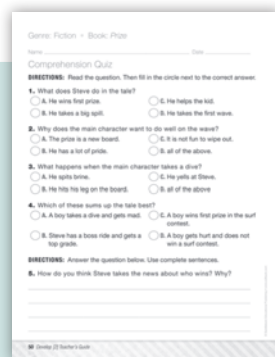 Genre: Fiction • Book: Prize
Name Date
Comprehension Quiz
DIRECTIONS: Read the question. Then fill in the circle next to the correct answer.
1. What does Steve do in the tale?
A. He wins first prize. C. He helps the kid.
B. He takes a big spill. D. He takes the first wave.
2. Why does the main character want to do well on the wave?
A. The prize is a new board. C. It is not fun to wipe out.
B. He has a lot of pride. D. all of the above.
3. What happens when the main character takes a dive?
A. He spits brine. C. He yells at Steve.
B. He hits his leg on the board. D. all of the above
4. Which of these sums up the tale best?
A. A boy takes a dive and gets mad. C. A boy wins first prize in the surf
contest.
B. Steve has a boss ride and gets a D. A boy gets hurt and does not
top grade. win a surf contest.
DIRECTIONS: Answer the question below. Use complete sentences.
5. How do you think Steve takes the news about who wins? Why?
Teacher's Guide